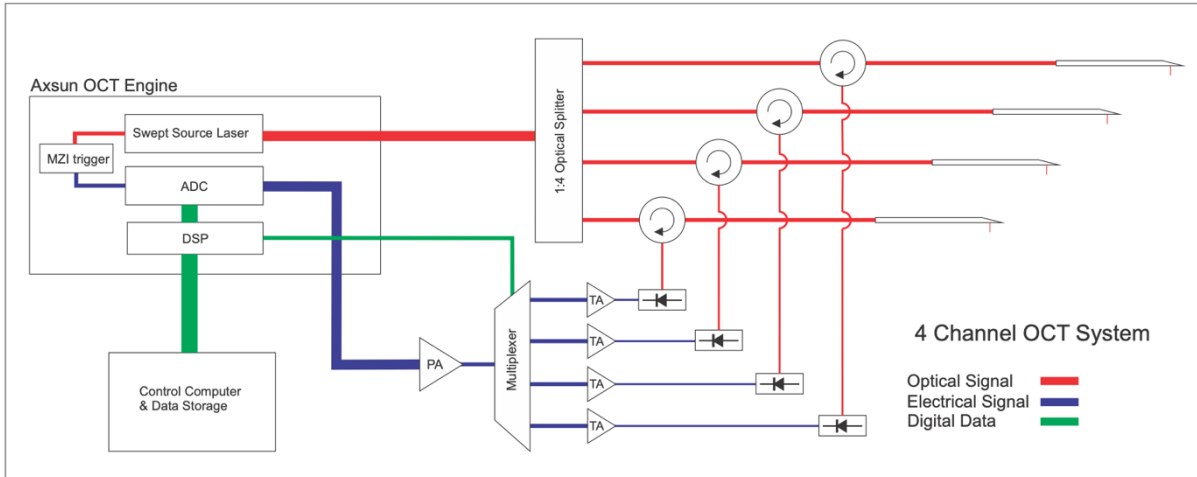 Axsun OCT Engine
Swept Source Laser
MZI trigger
ADC
DSP
Control Computer
& Data Storage
1:4 Optical Splitter
PA
Multiplexer
TA
TA
TA
TA
4 Channel OCT System
Optical Signal
Electrical Signal
Digital Data